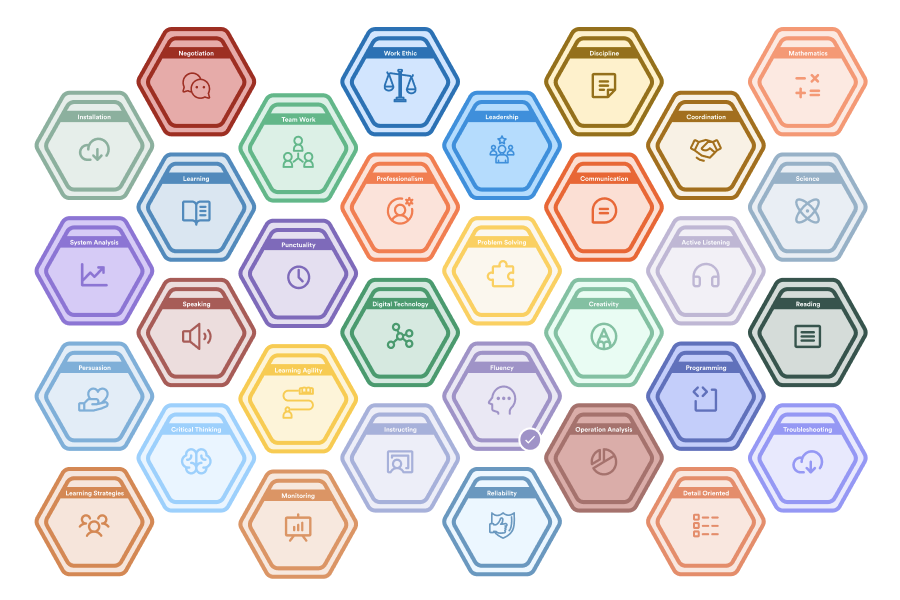 Negotiation
Work Ethic
Discipline
Mathematics
Installation
Team Work
Leadership
Coordination
Learning
Professionalism
Communication
Science
System Analysis
Punctuality
Problem Solving
Active Listening
Speaking
Digital Technology
Creativity
Reading
Persuasion
Learning Agility
Fluency
Programming
Critical Thinking
Instructing
Operation Analysis
Troubleshooting
Learning Strategies
Monitoring
Reliability
Detail Oriented